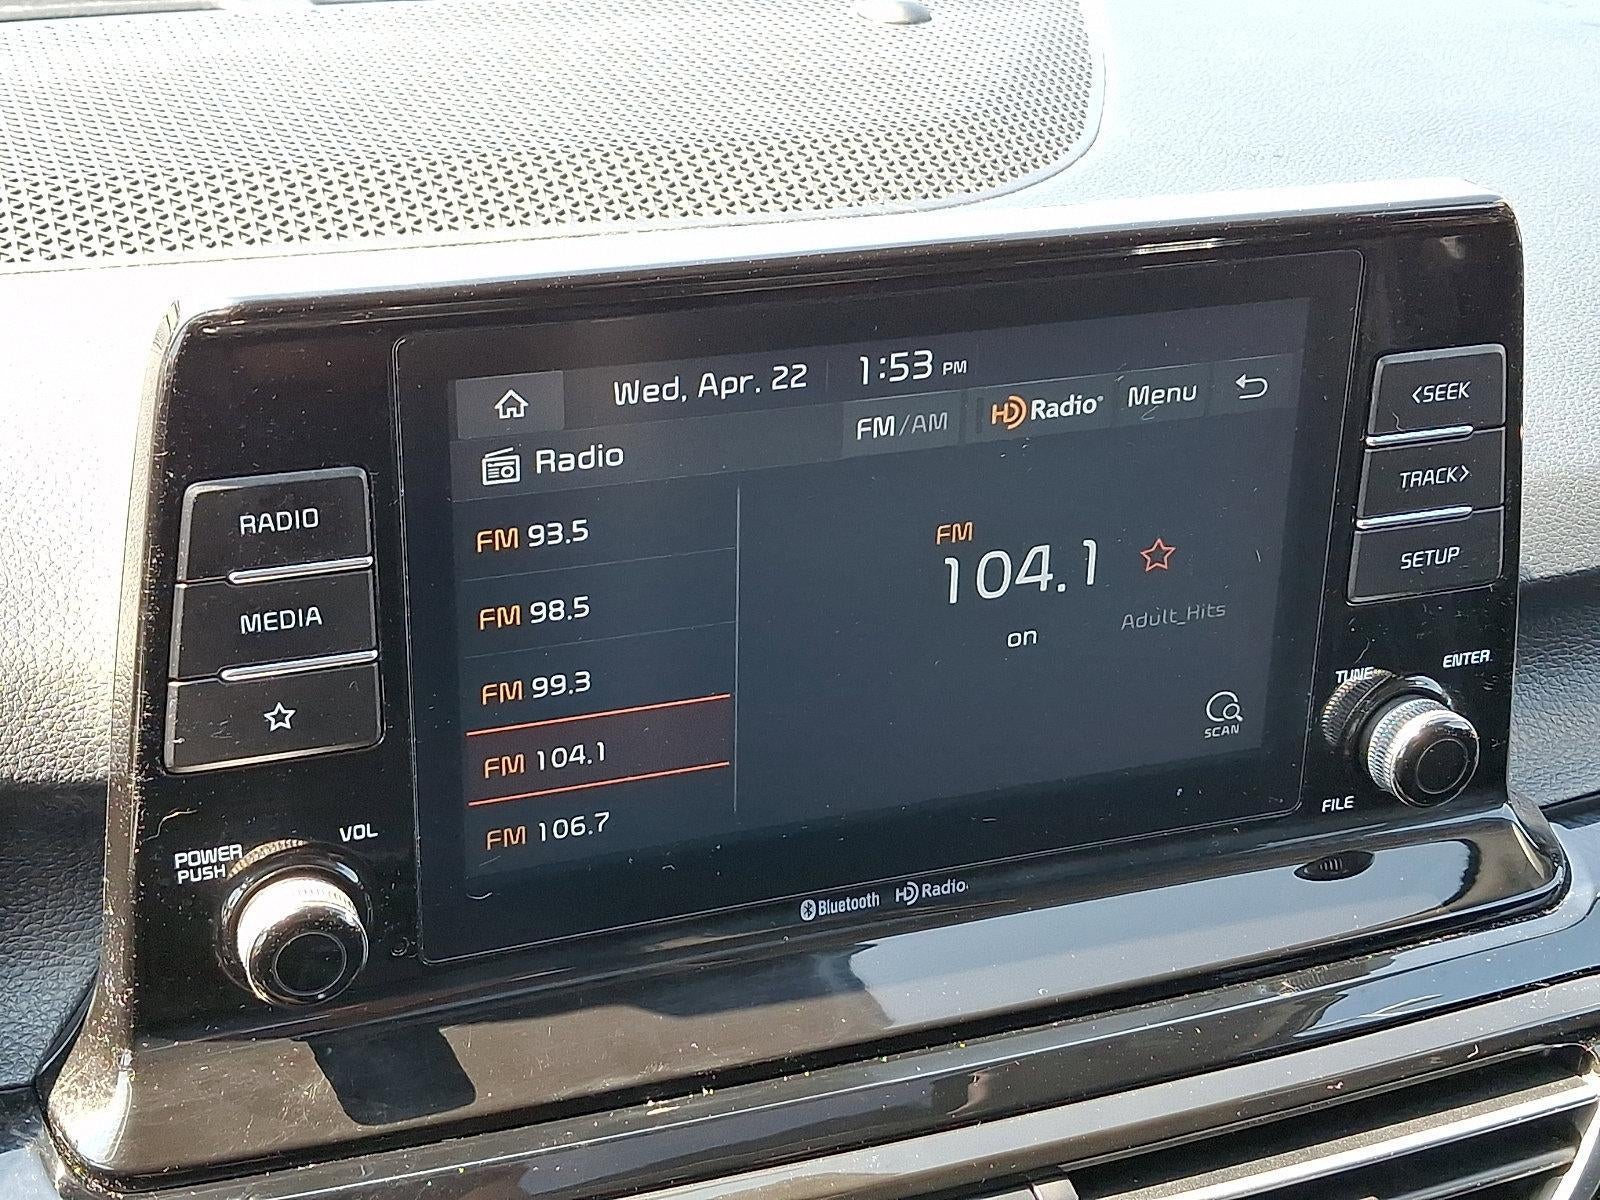 Wed, Apr. 22 1:53 PM
FM/AM HD Radio Menu
Radio
FM 93.5
FM 98.5
FM 99.3
FM 104.1
FM 106.7
FM
104.1
Adult_Hits
on
SCAN
Bluetooth HD Radio
RADIO
MEDIA
VOL
POWER
PUSH
<SEEK
TRACK>
SETUP
TUNE
ENTER
FILE